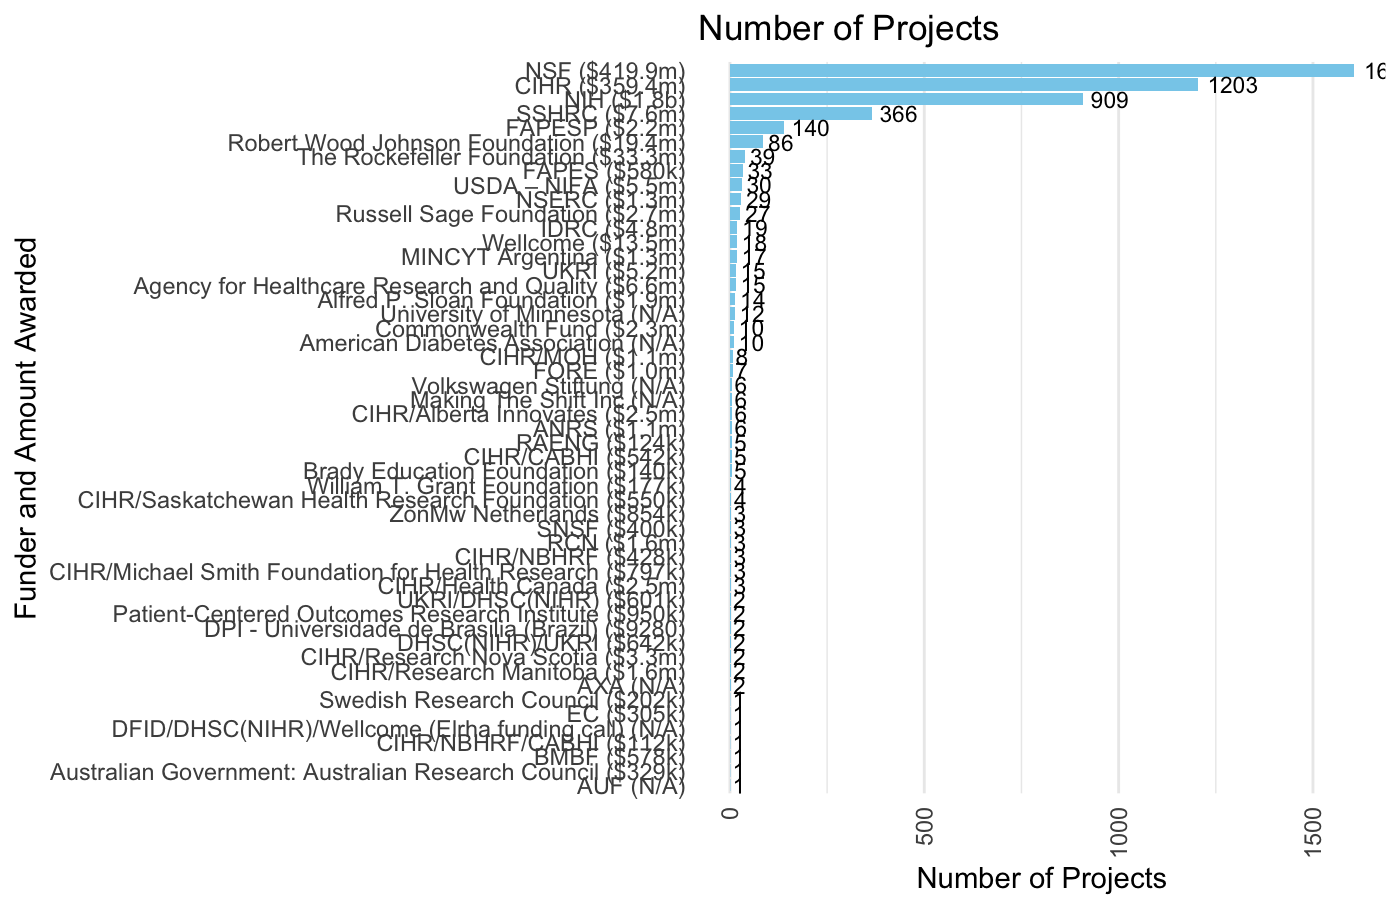 Number of Projects
Funder and Amount Awarded
NSF ($419.9m)
CIHR ($359.4m) 1203
NIH ($1.8b) 909
SSHRC ($7.6m) 366
FAPESP ($2.2m) 140
Robert Wood Johnson Foundation ($19.4m) 86
The Rockefeller Foundation ($33.3m) 39
FAPES ($580k) 33
USDA – NIFA ($5.5m) 30
NSERC ($1.3m) 29
Russell Sage Foundation ($2.7m) 27
IDRC ($4.8m) 19
Wellcome ($13.5m) 18
MINCYT Argentina ($1.3m) 17
UKRI ($5.2m) 15
Agency for Healthcare Research and Quality ($6.6m) 15
Alfred P. Sloan Foundation ($1.9m) 14
University of Minnesota (N/A) 12
Commonwealth Fund ($2.3m) 10
American Diabetes Association (N/A) 10
CIHR/MOH ($1.1m) 8
FORE ($1.0m) 7
Volkswagen Stiftung (N/A) 6
Making The Shift Inc (N/A) 6
CIHR/Alberta Innovates ($2.5m) 6
ANRS ($1.1m) 6
RAENG ($124k) 5
CIHR/CABHI ($542k) 5
Brady Education Foundation ($140k) 5
William T. Grant Foundation ($177k) 4
CIHR/Saskatchewan Health Research Foundation ($550k) 4
ZonMw Netherlands ($854k) 3
SNSF ($400k) 3
RCN ($1.6m) 3
CIHR/NBHRF ($428k) 3
CIHR/Michael Smith Foundation for Health Research ($797k) 3
CIHR/Health Canada ($2.5m) 3
UKRI/DHSC(NIHR) ($601k) 2
Patient-Centered Outcomes Research Institute ($950k) 2
DPI - Universidade de Brasilia (Brazil) ($9280) 2
DHSC(NIHR)/UKRI ($642k) 2
CIHR/Research Nova Scotia ($3.3m) 2
CIHR/Research Manitoba ($1.6m) 2
AXA (N/A) 2
Swedish Research Council ($202k) 1
EC ($305k) 1
DFID/DHSC(NIHR)/Wellcome (Elrha funding call) (N/A) 1
CIHR/NBHRF/CABHI ($112k) 1
BMBF ($578k) 1
Australian Government: Australian Research Council ($329k) 1
AUF (N/A) 1
0 500 1000 1500
Number of Projects